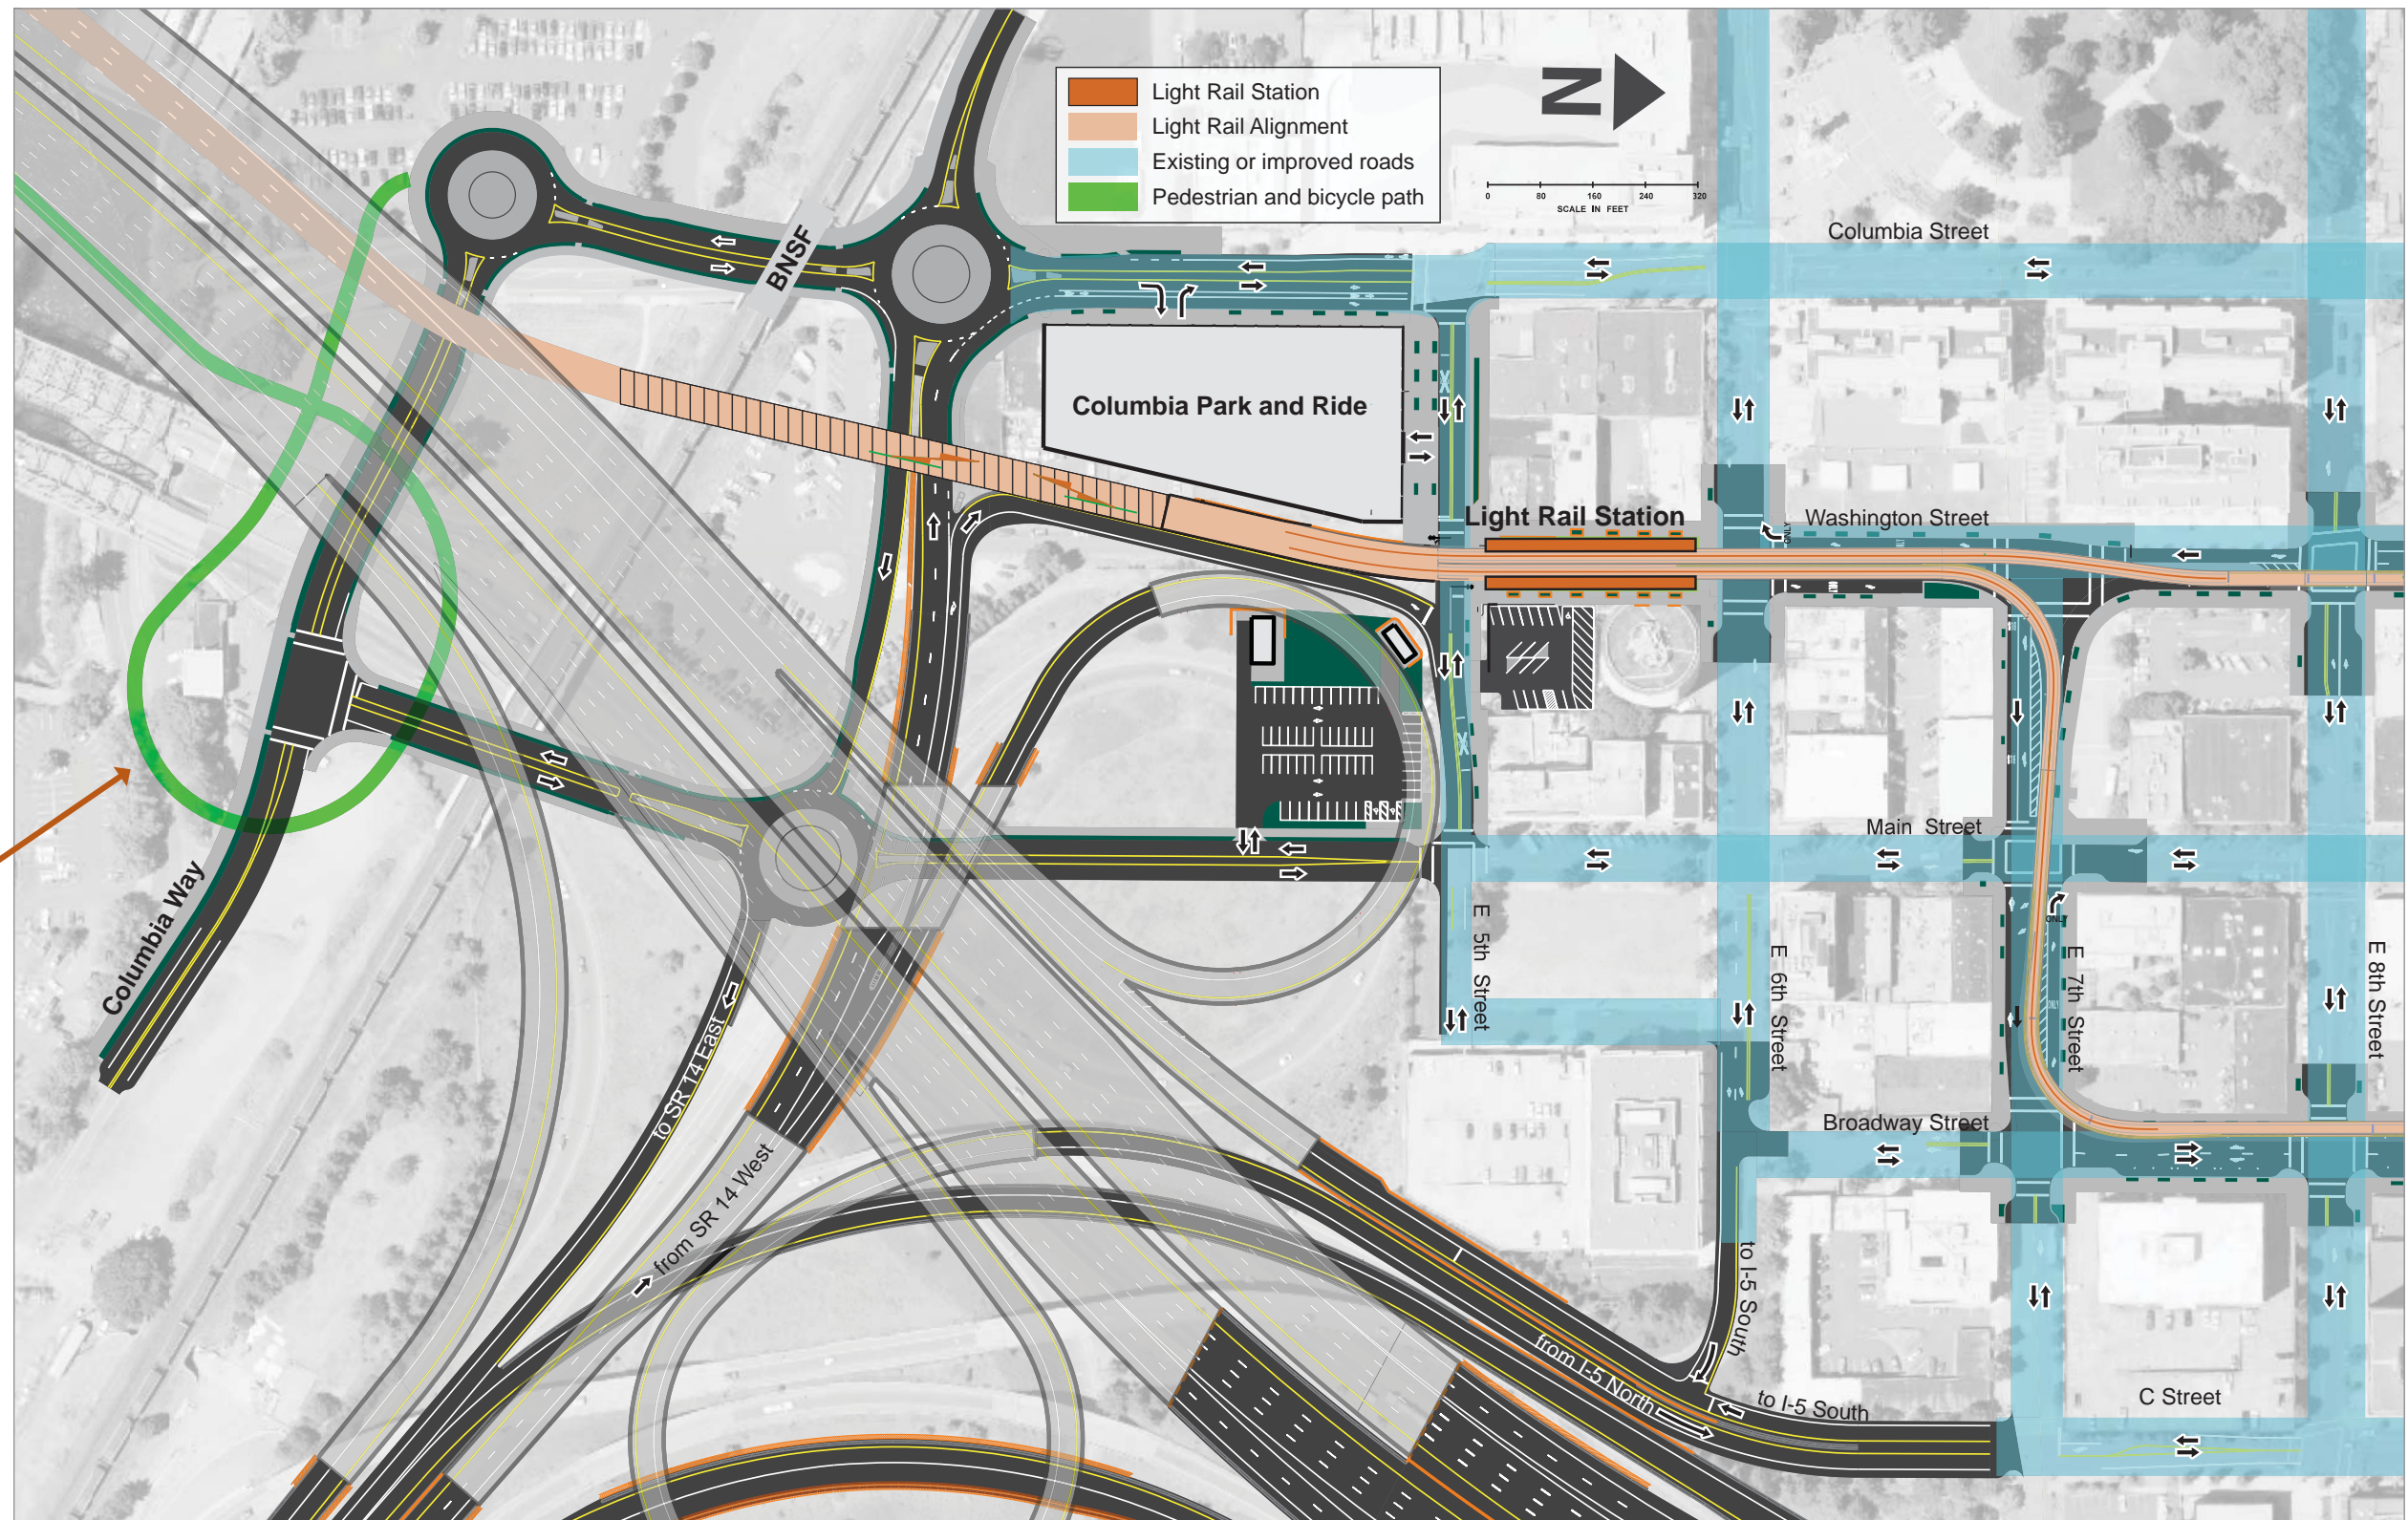 Light Rail Station
Light Rail Alignment
Existing or improved roads
Pedestrian and bicycle path
N
0 80 160 240 320
SCALE IN FEET
Columbia Street
BNSF
Columbia Park and Ride
Light Rail Station
Washington Street
ONLY
Main Street
ONLY
ONLY
Columbia Way
E 5th Street
E 6th Street
E 7th Street
E 8th Street
to SR 14 East
from SR 14 West
Broadway Street
to I-5 South
from I-5 North
to I-5 South
C Street